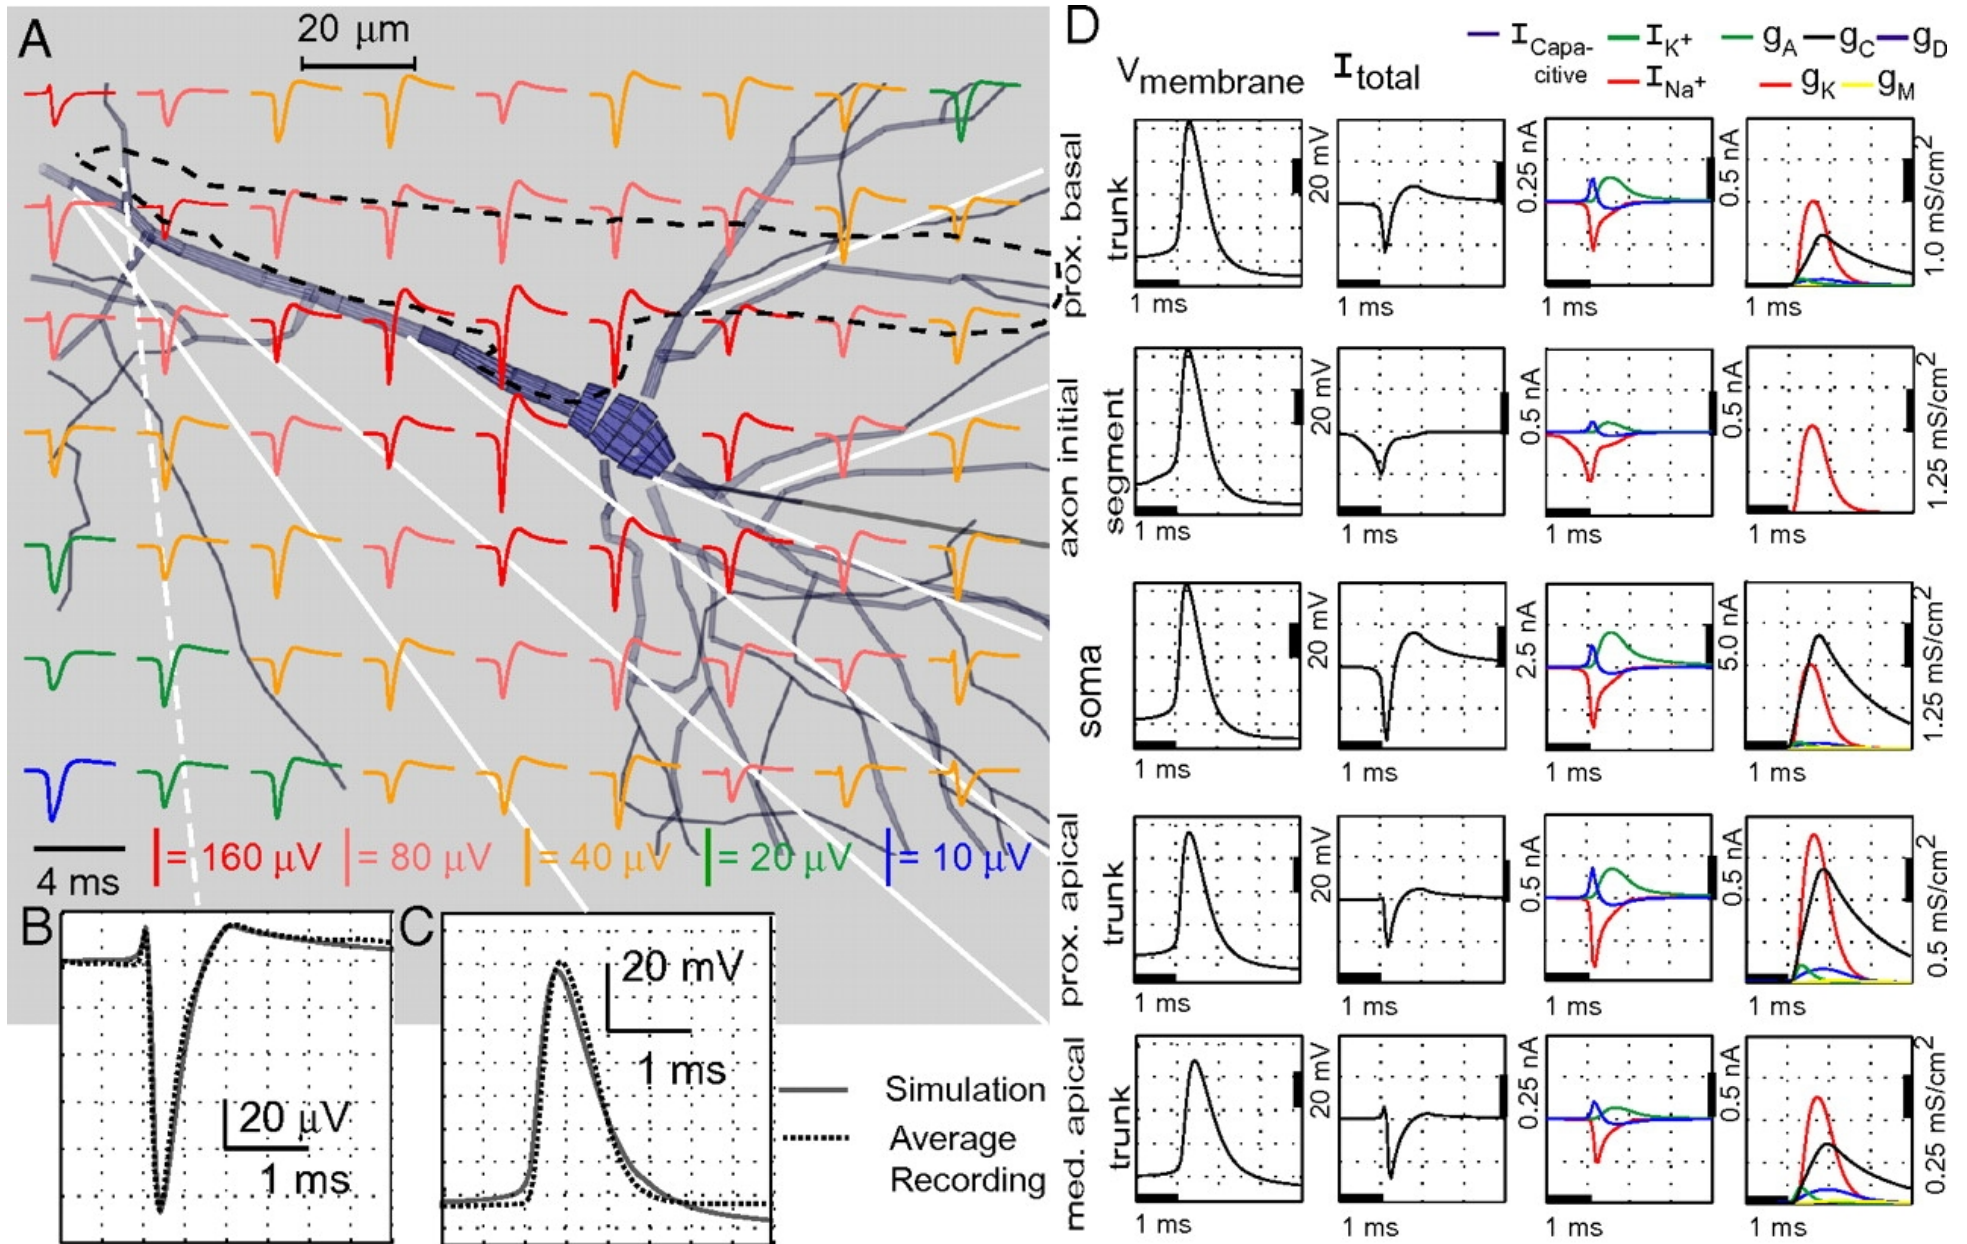 A
20 μm
= 160 μV
= 80 μV
= 40 μV
= 20 μV
= 10 μV
4 ms
B
20 μV
1 ms
C
20 mV
1 ms
Simulation
Average
Recording
D
I Capa-
citive
I K+
I Na+
gA
gC
gD
gK
gM
Vmembrane
Itotal
prox. basal
trunk
20 mV
0.25 nA
0.5 nA
1.0 mS/cm2
1 ms
1 ms
1 ms
1 ms
axon initial
segment
20 mV
0.5 nA
0.5 nA
1.25 mS/cm2
1 ms
1 ms
1 ms
1 ms
soma
20 mV
2.5 nA
5.0 nA
1.25 mS/cm2
1 ms
1 ms
1 ms
1 ms
prox. apical
trunk
20 mV
0.5 nA
0.5 nA
0.5 mS/cm2
1 ms
1 ms
1 ms
1 ms
med. apical
trunk
20 mV
0.25 nA
0.5 nA
0.25 mS/cm2
1 ms
1 ms
1 ms
1 ms